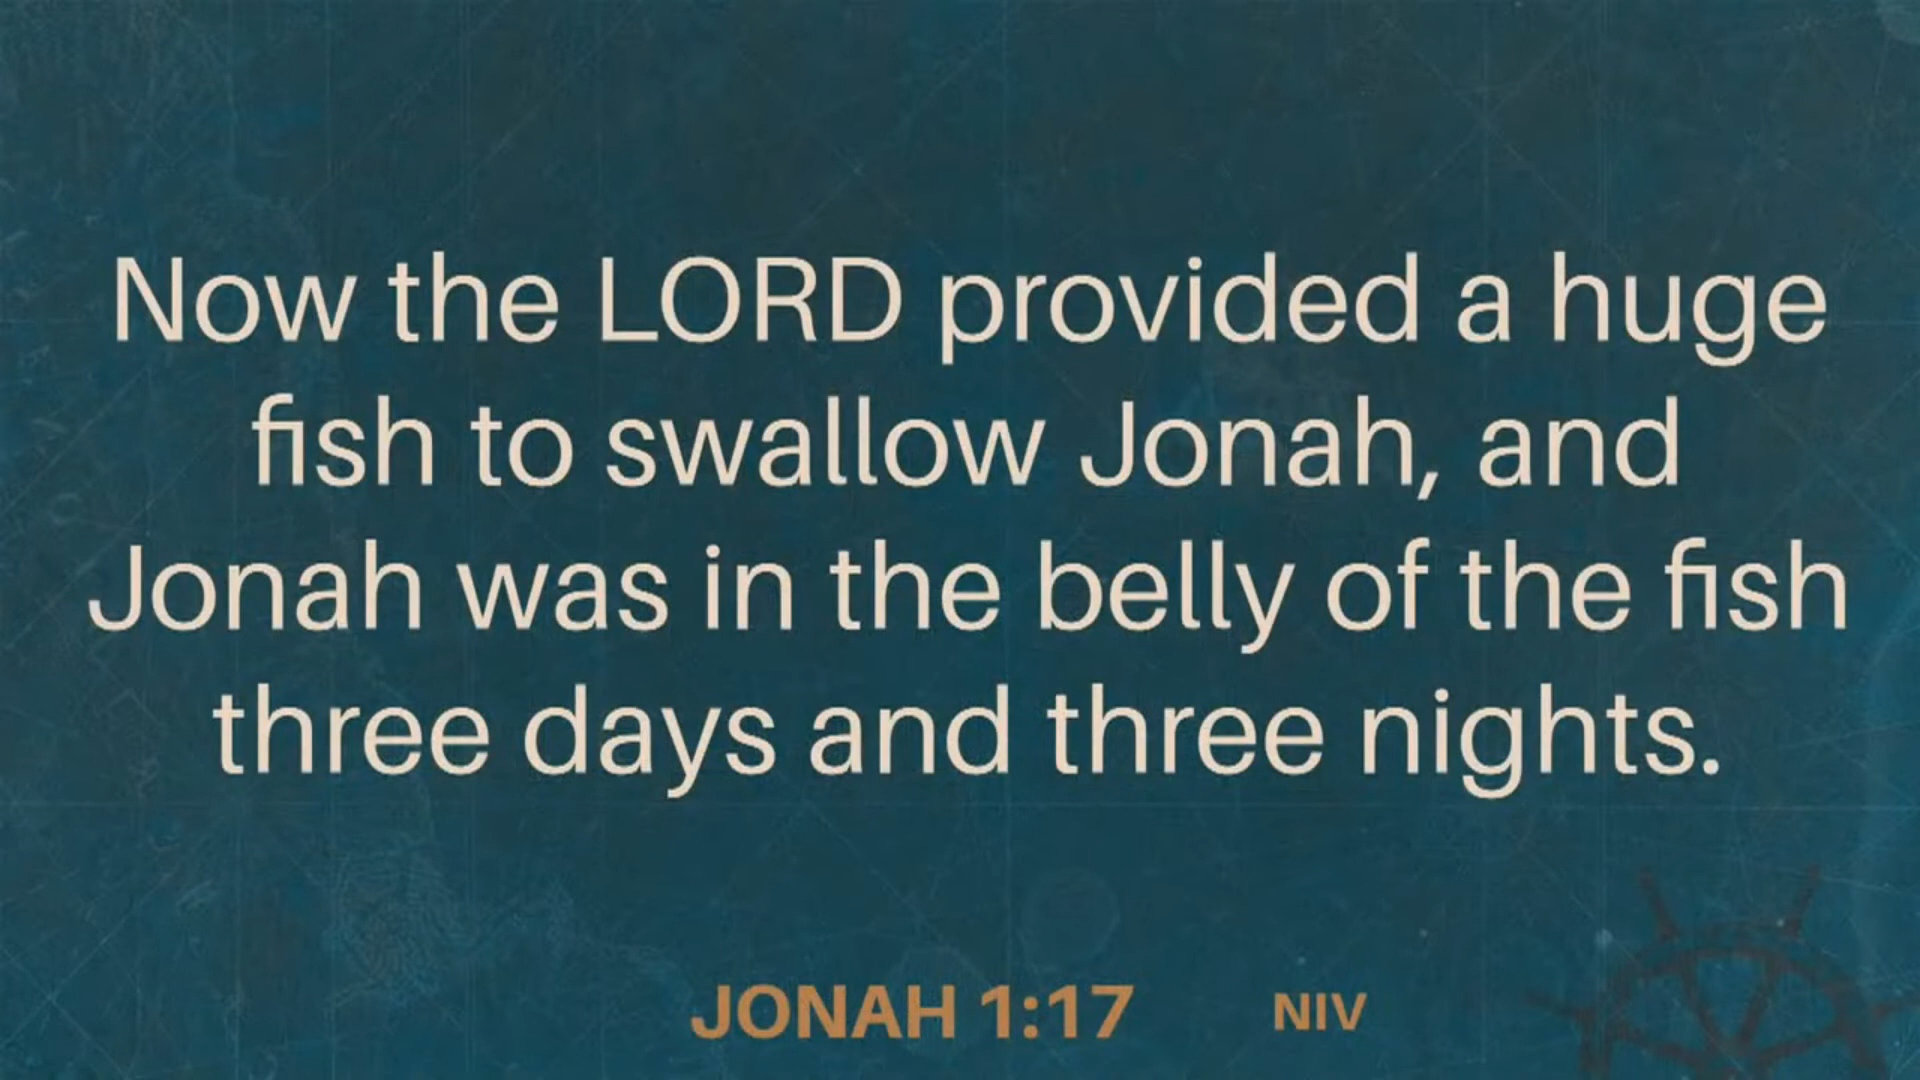 Now the LORD provided a huge
fish to swallow Jonah, and
Jonah was in the belly of the fish
three days and three nights.
JONAH 1:17 NIV